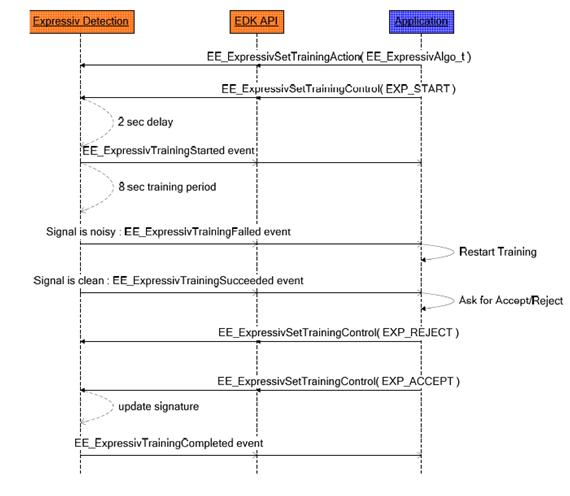 Expressiv Detection EDK API Application
EE_ExpressivSetTrainingAction( EE_ExpressivAlgo_t )
EE_ExpressivSetTrainingControl( EXP_START )
2 sec delay
EE_ExpressivTrainingStarted event
8 sec training period
Signal is noisy : EE_ExpressivTrainingFailed event
Restart Training
Signal is clean : EE_ExpressivTrainingSucceeded event
Ask for Accept/Reject
EE_ExpressivSetTrainingControl( EXP_REJECT )
EE_ExpressivSetTrainingControl( EXP_ACCEPT )
update signature
EE_ExpressivTrainingCompleted event